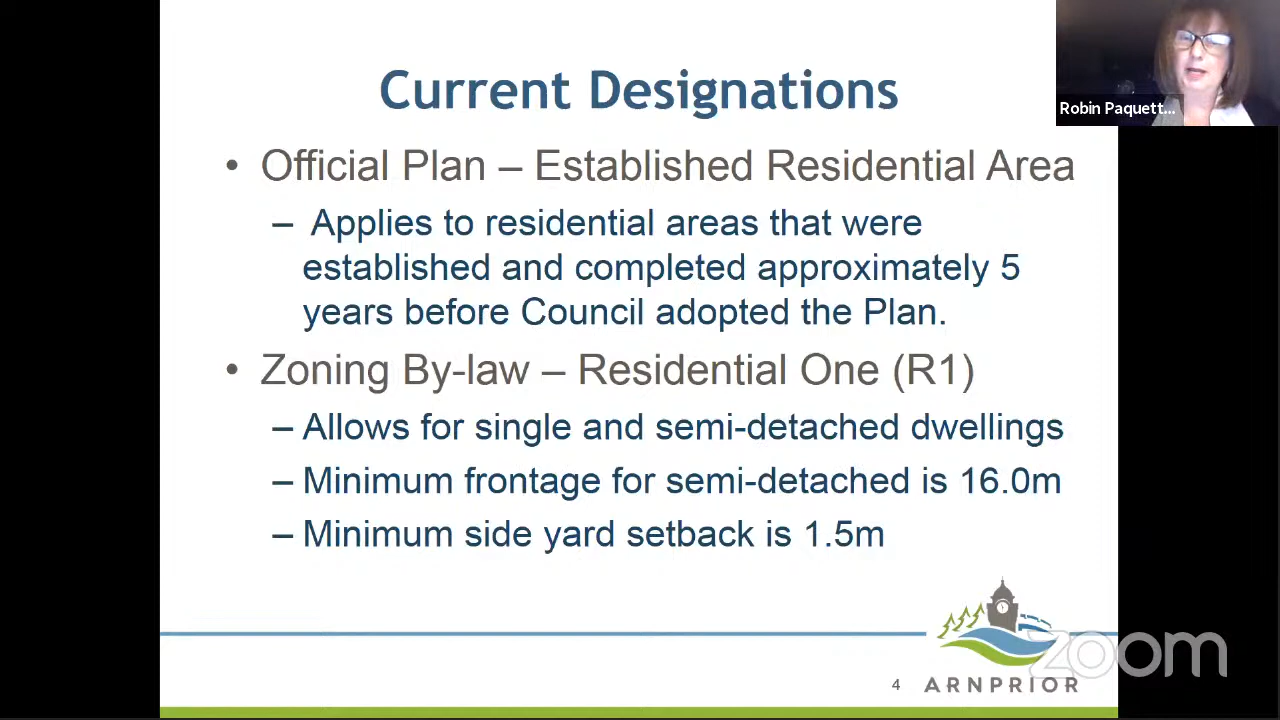 Current Designations
• Official Plan – Established Residential Area
– Applies to residential areas that were
established and completed approximately 5
years before Council adopted the Plan.
• Zoning By-law – Residential One (R1)
– Allows for single and semi-detached dwellings
– Minimum frontage for semi-detached is 16.0m
– Minimum side yard setback is 1.5m
Robin Paquett...
zoom
4
ARNPRIOR